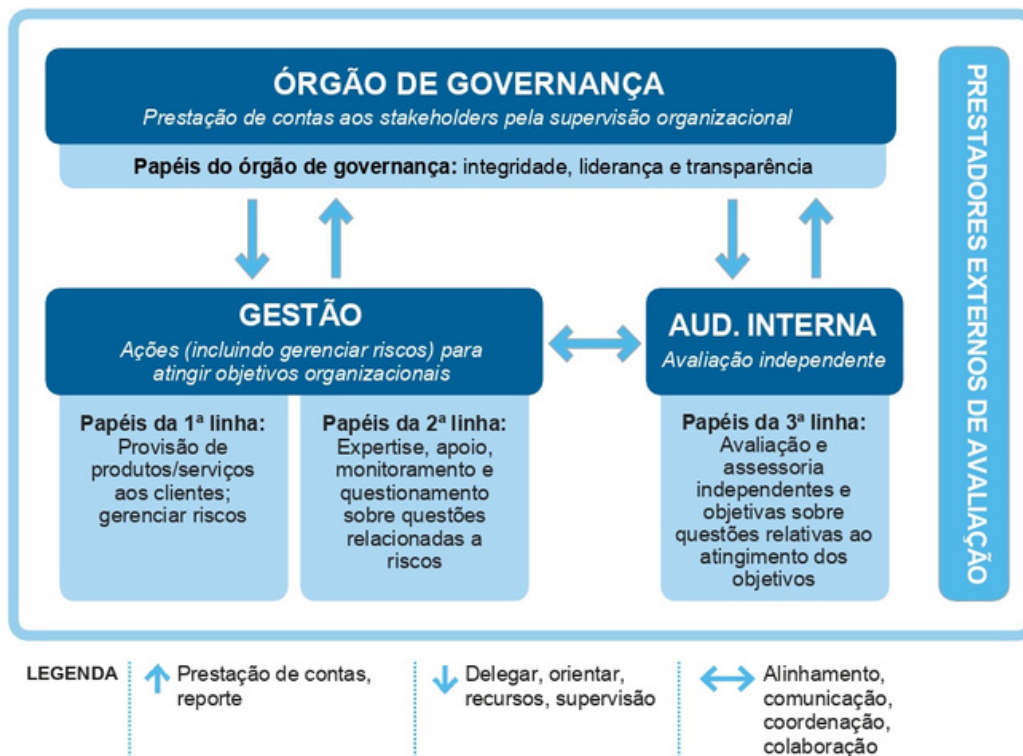 ÓRGÃO DE GOVERNANÇA
Prestação de contas aos stakeholders pela supervisão organizacional
Papéis do órgão de governança: integridade, liderança e transparência
GESTÃO
Ações (incluindo gerenciar riscos) para
atingir objetivos organizacionais
Papéis da 1ª linha:
Provisão de
produtos/serviços
aos clientes;
gerenciar riscos
Papéis da 2ª linha:
Expertise, apoio,
monitoramento e
questionamento
sobre questões
relacionadas a
riscos
AUD. INTERNA
Avaliação independente
Papéis da 3ª linha:
Avaliação e
assessoria
independentes e
objetivas sobre
questões relativas ao
atingimento dos
objetivos
PRESTADORES EXTERNOS DE AVALIAÇÃO
LEGENDA
Prestação de contas,
reporte
Delegar, orientar,
recursos, supervisão
Alinhamento,
comunicação,
coordenação,
colaboração